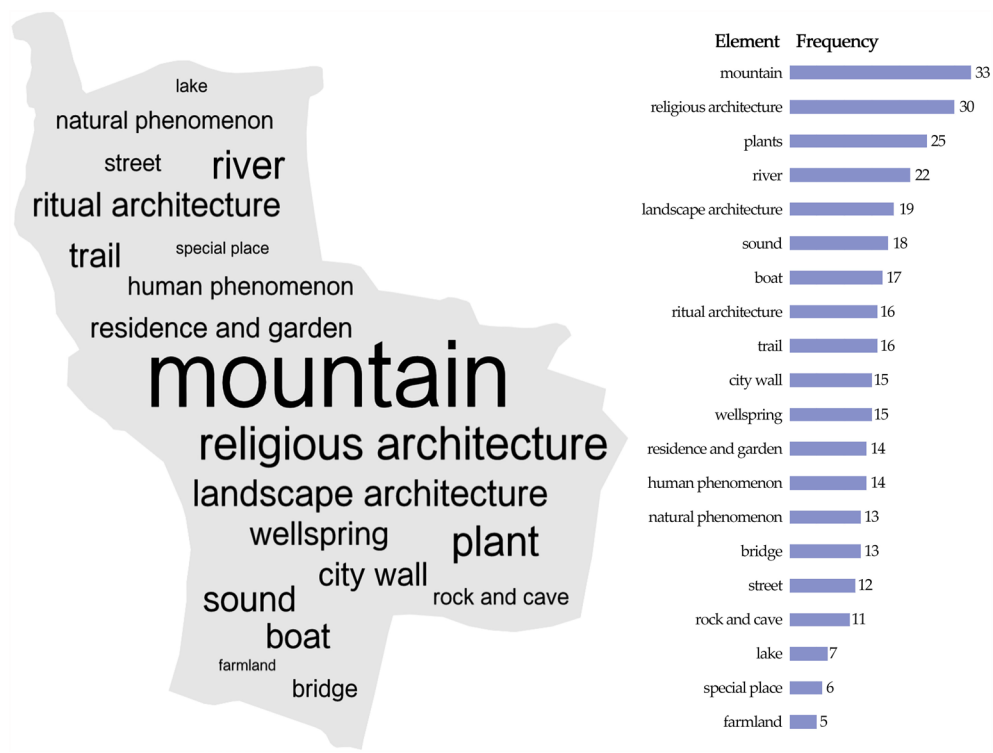 lake
natural phenomenon
street river
ritual architecture
trail special place
human phenomenon
residence and garden
mountain
religious architecture
landscape architecture
wellspring plant
city wall
sound rock and cave
boat
farmland
bridge
Element Frequency
mountain 33
religious architecture 30
plants 25
river 22
landscape architecture 19
sound 18
boat 17
ritual architecture 16
trail 16
city wall 15
wellspring 15
residence and garden 14
human phenomenon 14
natural phenomenon 13
bridge 13
street 12
rock and cave 11
lake 7
special place 6
farmland 5